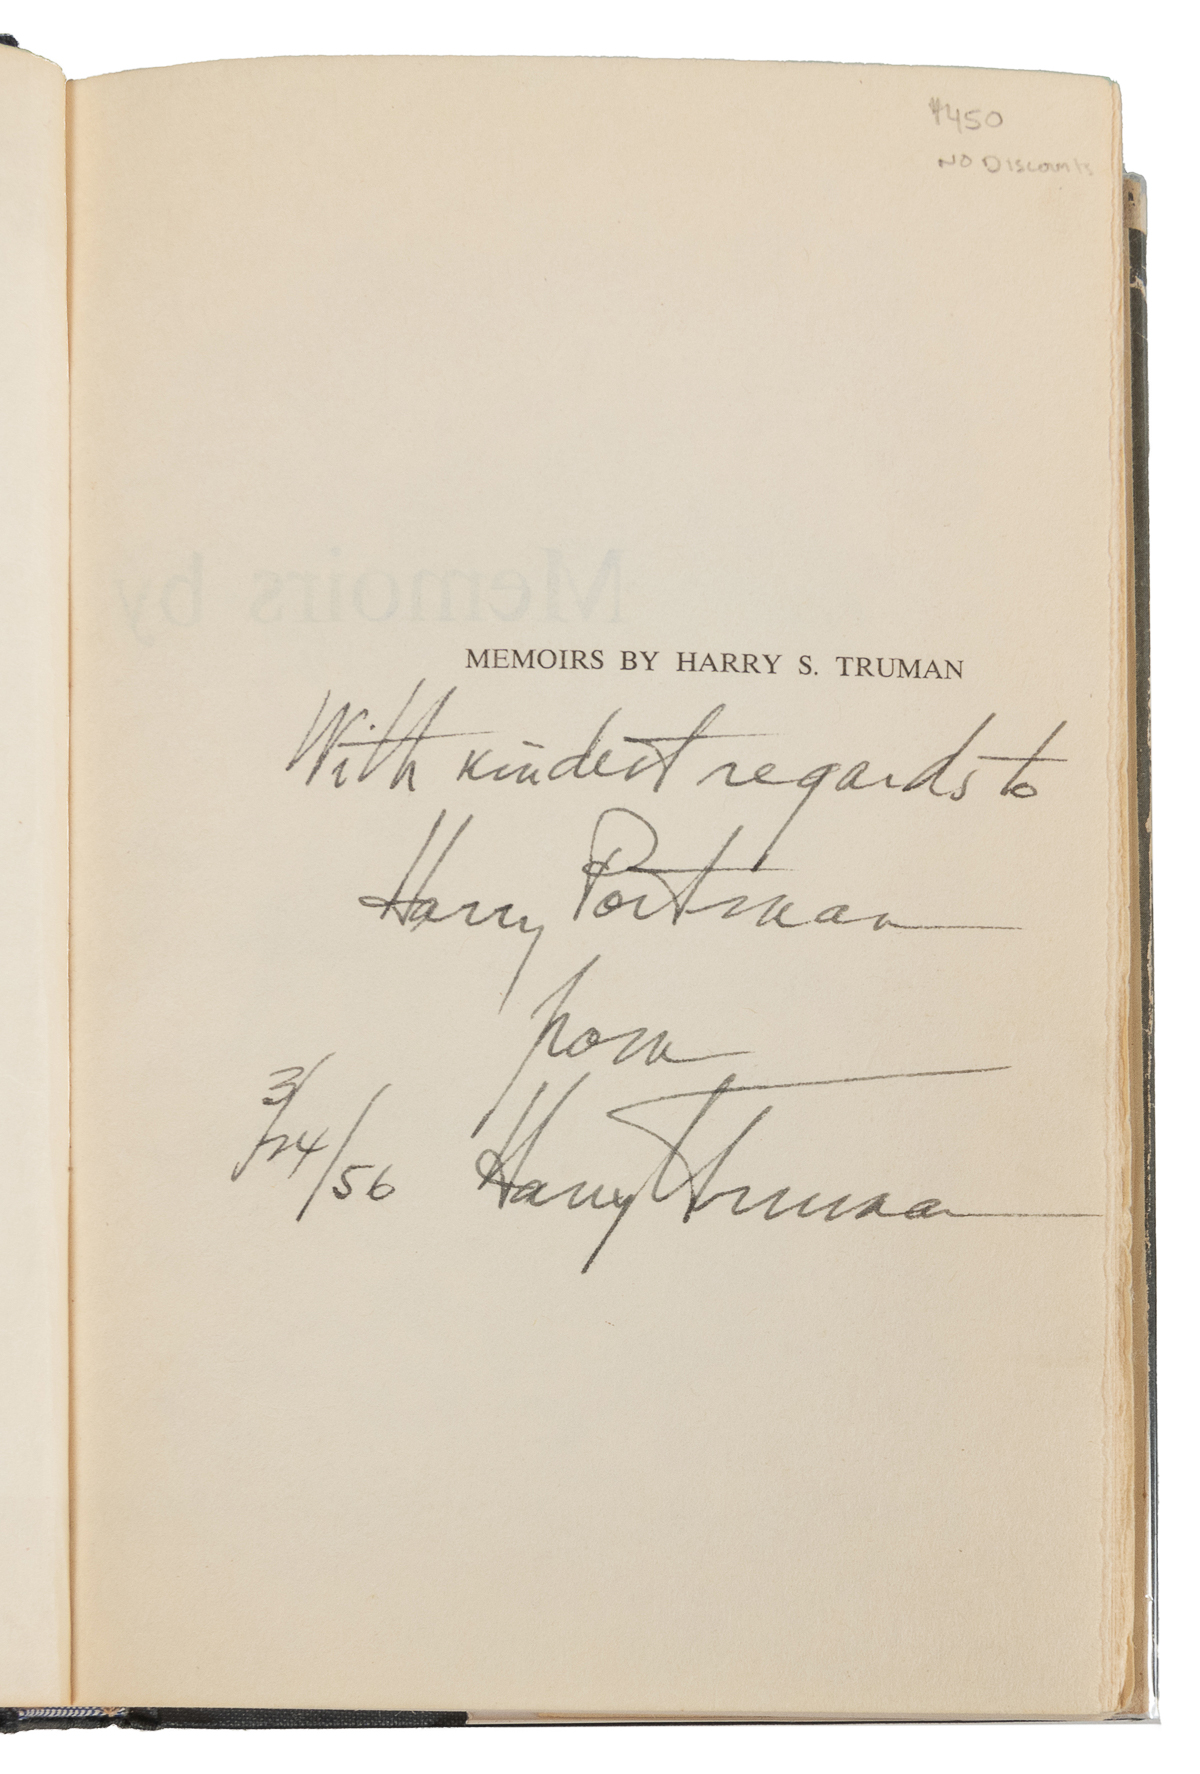 $450
No Discounts
Memoirs by
MEMOIRS BY HARRY S. TRUMAN
With kindest regards to
Harry Portman
from
3/24/56 Harry Truman